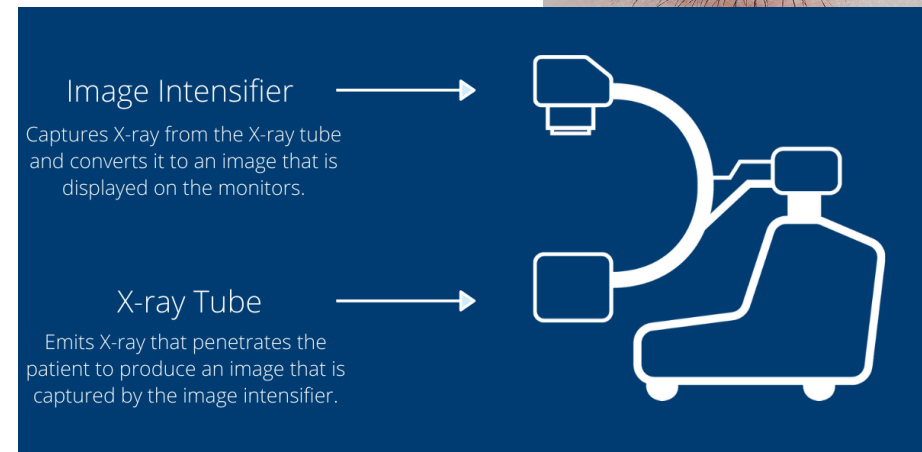 Image Intensifier
Captures X-ray from the X-ray tube
and converts it to an image that is
displayed on the monitors.
X-ray Tube
Emits X-ray that penetrates the
patient to produce an image that is
captured by the image intensifier.